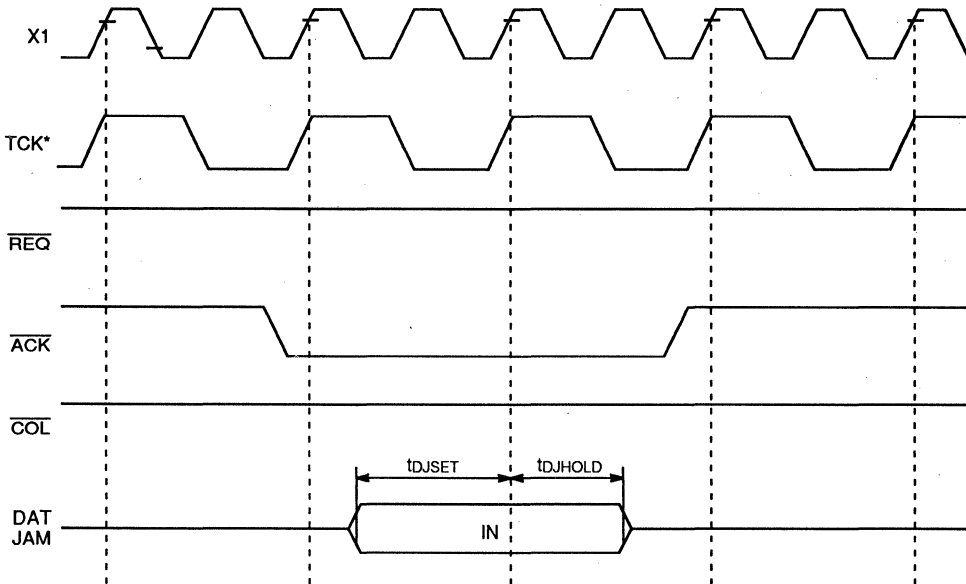 X1
TCK*
REQ
ACK
COL
tDJSET tDJHOLD
DAT
JAM
IN